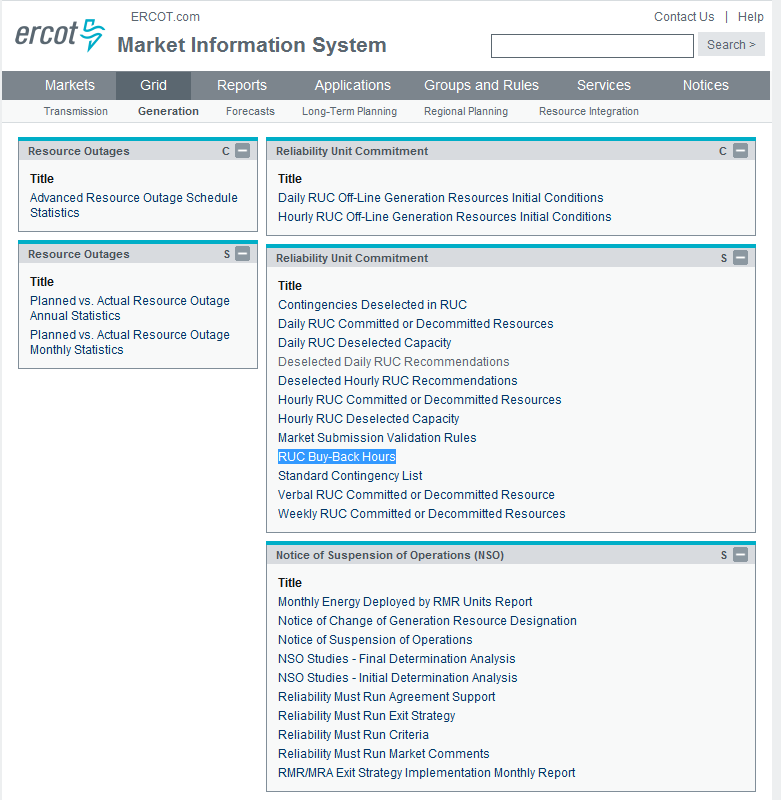 ercot
ERCOT.com
Contact Us | Help
Market Information System
Search >
Markets Grid Reports Applications Groups and Rules Services Notices
Transmission Generation Forecasts Long-Term Planning Regional Planning Resource Integration
Resource Outages C
Title
Advanced Resource Outage Schedule
Statistics
Resource Outages S
Title
Planned vs. Actual Resource Outage
Annual Statistics
Planned vs. Actual Resource Outage
Monthly Statistics
Reliability Unit Commitment C
Title
Daily RUC Off-Line Generation Resources Initial Conditions
Hourly RUC Off-Line Generation Resources Initial Conditions
Reliability Unit Commitment S
Title
Contingencies Deselected in RUC
Daily RUC Committed or Decommitted Resources
Daily RUC Deselected Capacity
Deselected Daily RUC Recommendations
Deselected Hourly RUC Recommendations
Hourly RUC Committed or Decommitted Resources
Hourly RUC Deselected Capacity
Market Submission Validation Rules
RUC Buy-Back Hours
Standard Contingency List
Verbal RUC Committed or Decommitted Resource
Weekly RUC Committed or Decommitted Resources
Notice of Suspension of Operations (NSO) S
Title
Monthly Energy Deployed by RMR Units Report
Notice of Change of Generation Resource Designation
Notice of Suspension of Operations
NSO Studies - Final Determination Analysis
NSO Studies - Initial Determination Analysis
Reliability Must Run Agreement Support
Reliability Must Run Exit Strategy
Reliability Must Run Criteria
Reliability Must Run Market Comments
RMR/MRA Exit Strategy Implementation Monthly Report